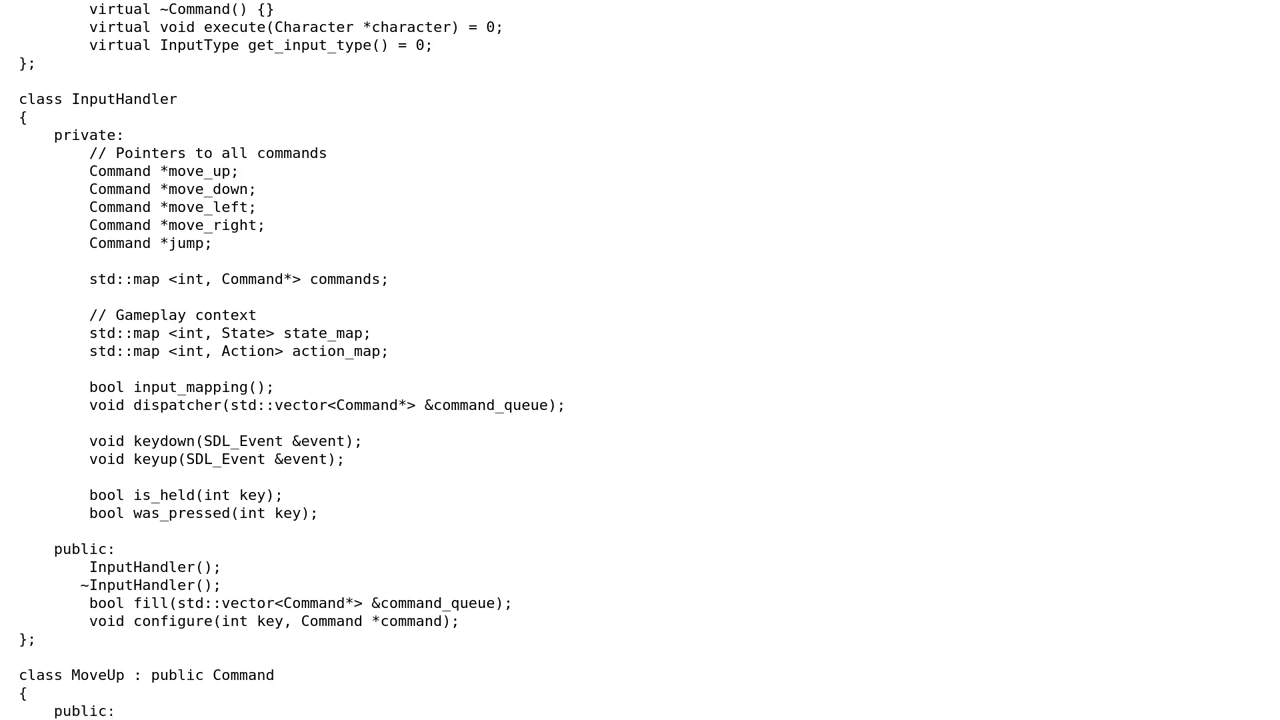 virtual ~Command() {}
        virtual void execute(Character *character) = 0;
        virtual InputType get_input_type() = 0;
};

class InputHandler
{
    private:
        // Pointers to all commands
        Command *move_up;
        Command *move_down;
        Command *move_left;
        Command *move_right;
        Command *jump;

        std::map <int, Command*> commands;

        // Gameplay context
        std::map <int, State> state_map;
        std::map <int, Action> action_map;

        bool input_mapping();
        void dispatcher(std::vector<Command*> &command_queue);

        void keydown(SDL_Event &event);
        void keyup(SDL_Event &event);

        bool is_held(int key);
        bool was_pressed(int key);

    public:
        InputHandler();
       ~InputHandler();
        bool fill(std::vector<Command*> &command_queue);
        void configure(int key, Command *command);
};

class MoveUp : public Command
{
    public: